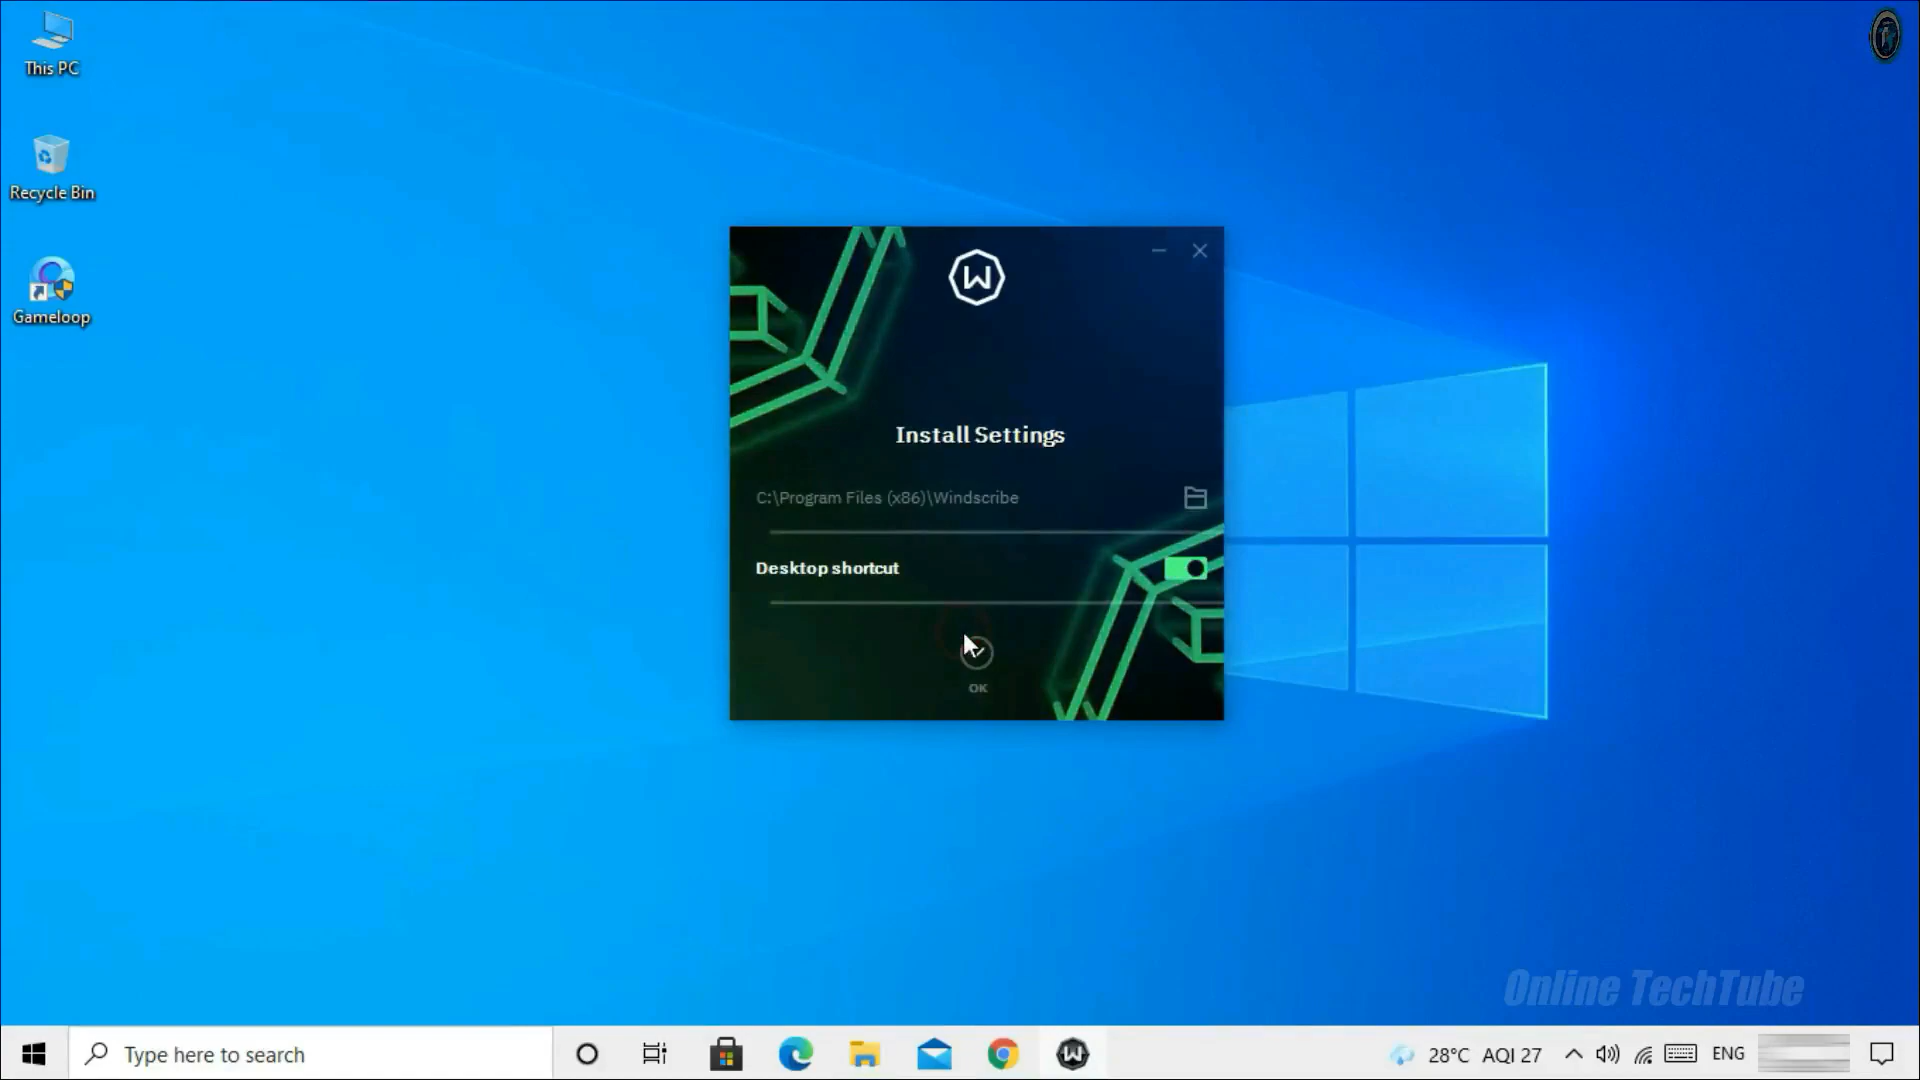 This PC
Recycle Bin
Gameloop
W
Install Settings
C:\Program Files (x86)\Windscribe
Desktop shortcut
OK
Online TechTube
Type here to search
28°C AQI 27
ENG